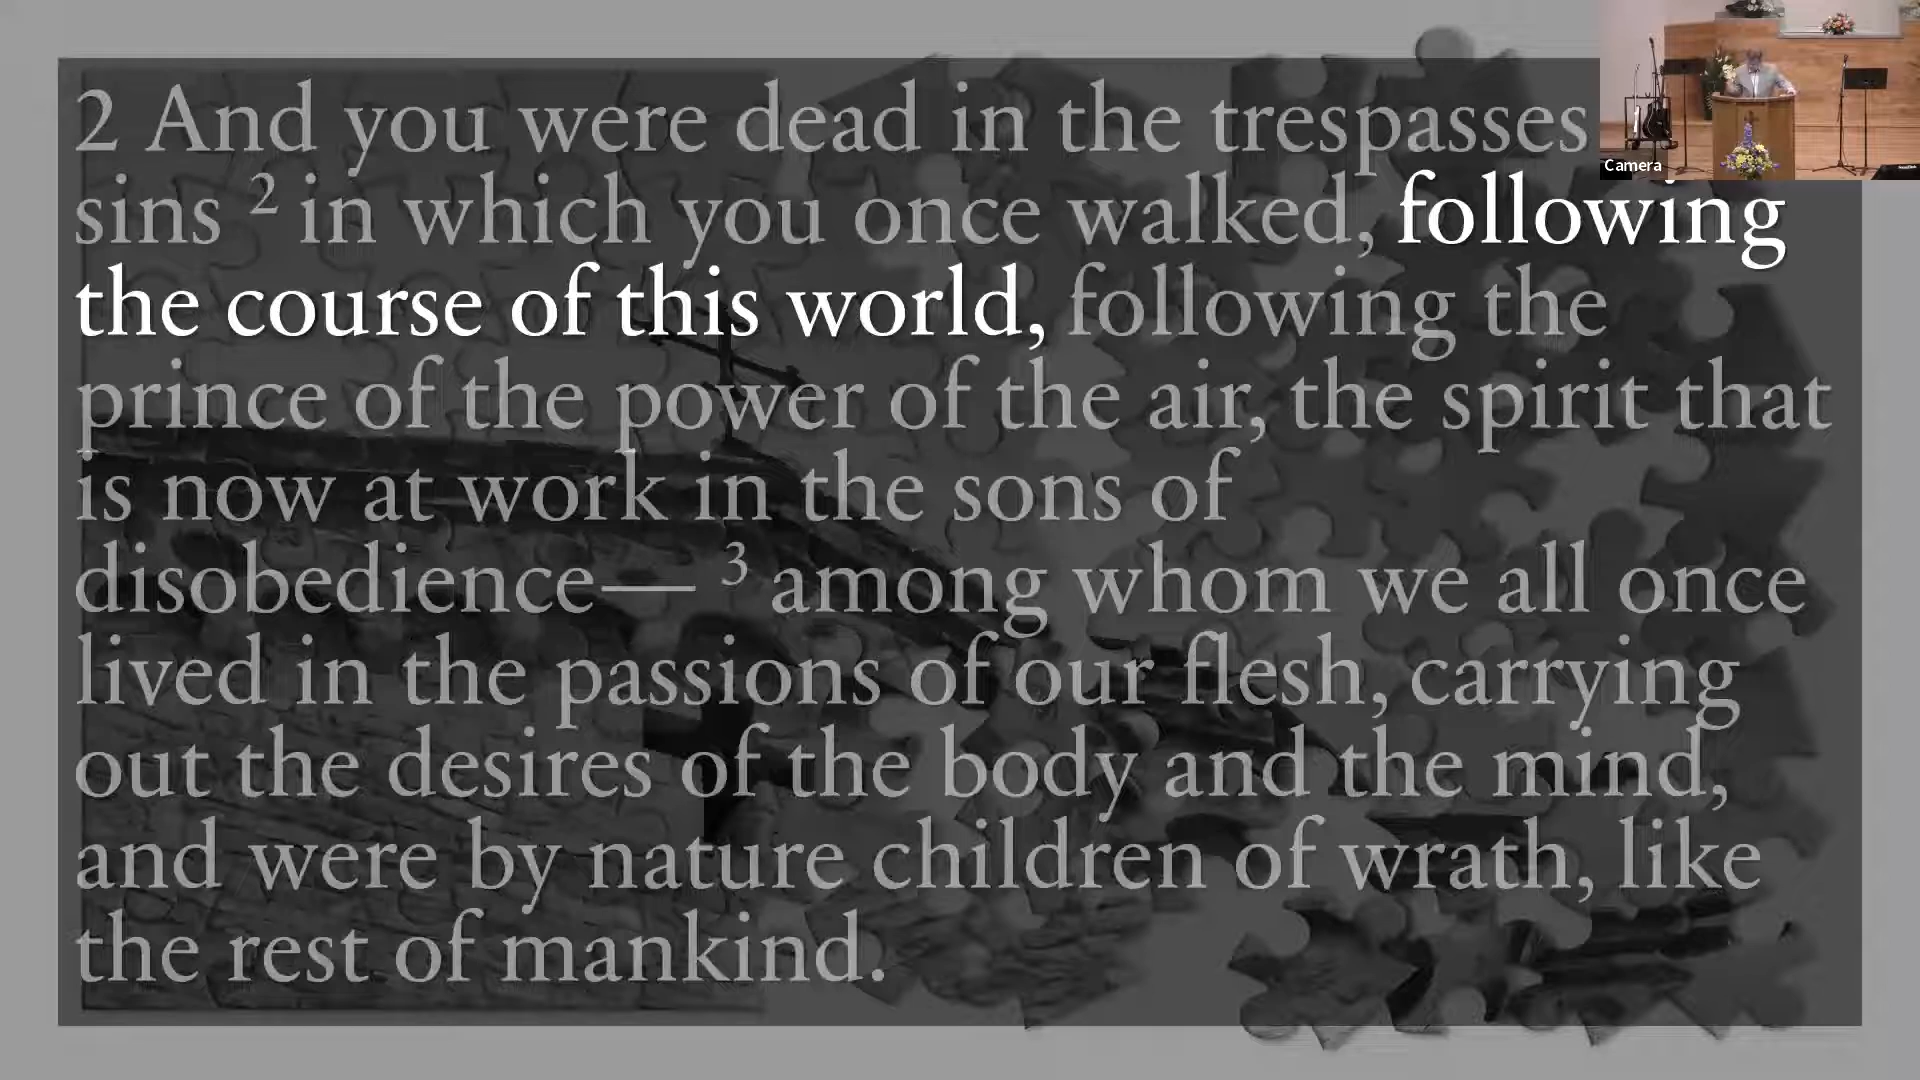 2 And you were dead in the trespasses
sins 2 in which you once walked, following
the course of this world, following the
prince of the power of the air, the spirit that
is now at work in the sons of
disobedience— 3 among whom we all once
lived in the passions of our flesh, carrying
out the desires of the body and the mind,
and were by nature children of wrath, like
the rest of mankind.
Camera